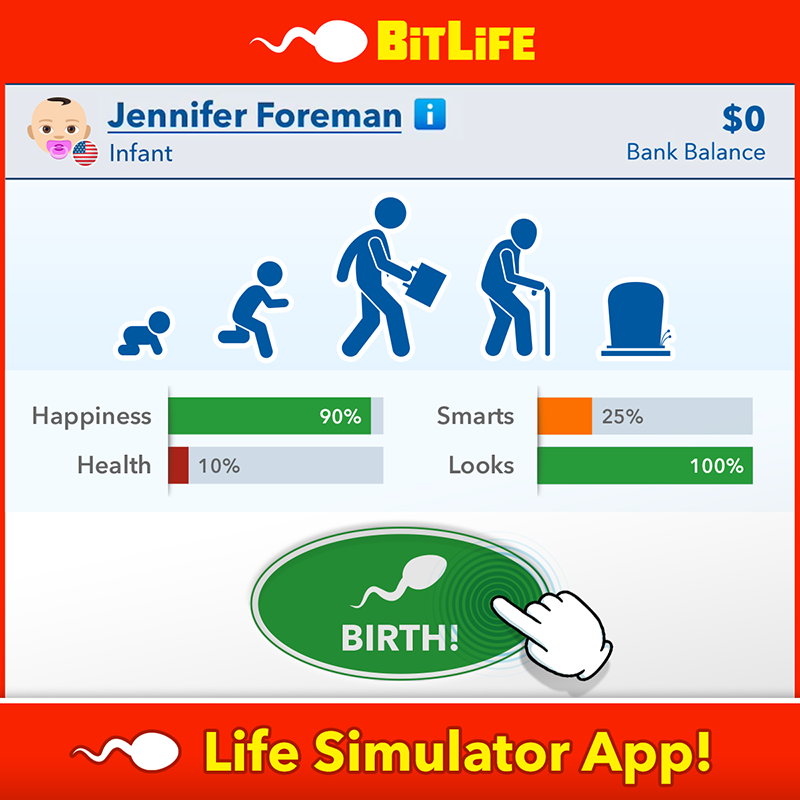 BiTLiFE
Jennifer Foreman i
$0
Infant
Bank Balance
Happiness 90%
Smarts 25%
Health 10%
Looks 100%
BIRTH!
Life Simulator App!